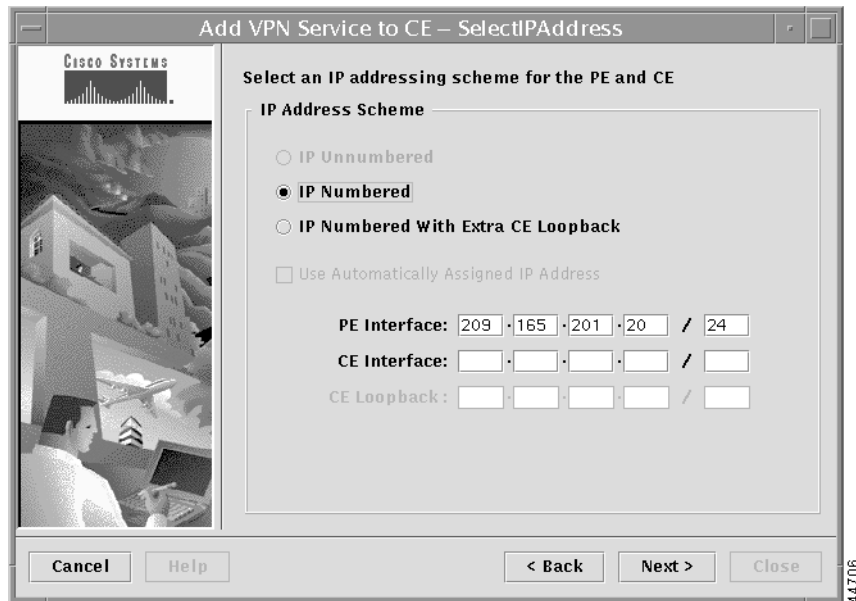 Add VPN Service to CE – SelectIPAddress
CISCO SYSTEMS
Select an IP addressing scheme for the PE and CE
IP Address Scheme
IP Unnumbered
IP Numbered
IP Numbered With Extra CE Loopback
Use Automatically Assigned IP Address
PE Interface: 209 . 165 . 201 . 20 / 24
CE Interface: . . . /
CE Loopback : . . . /
Cancel Help < Back Next > Close
44706